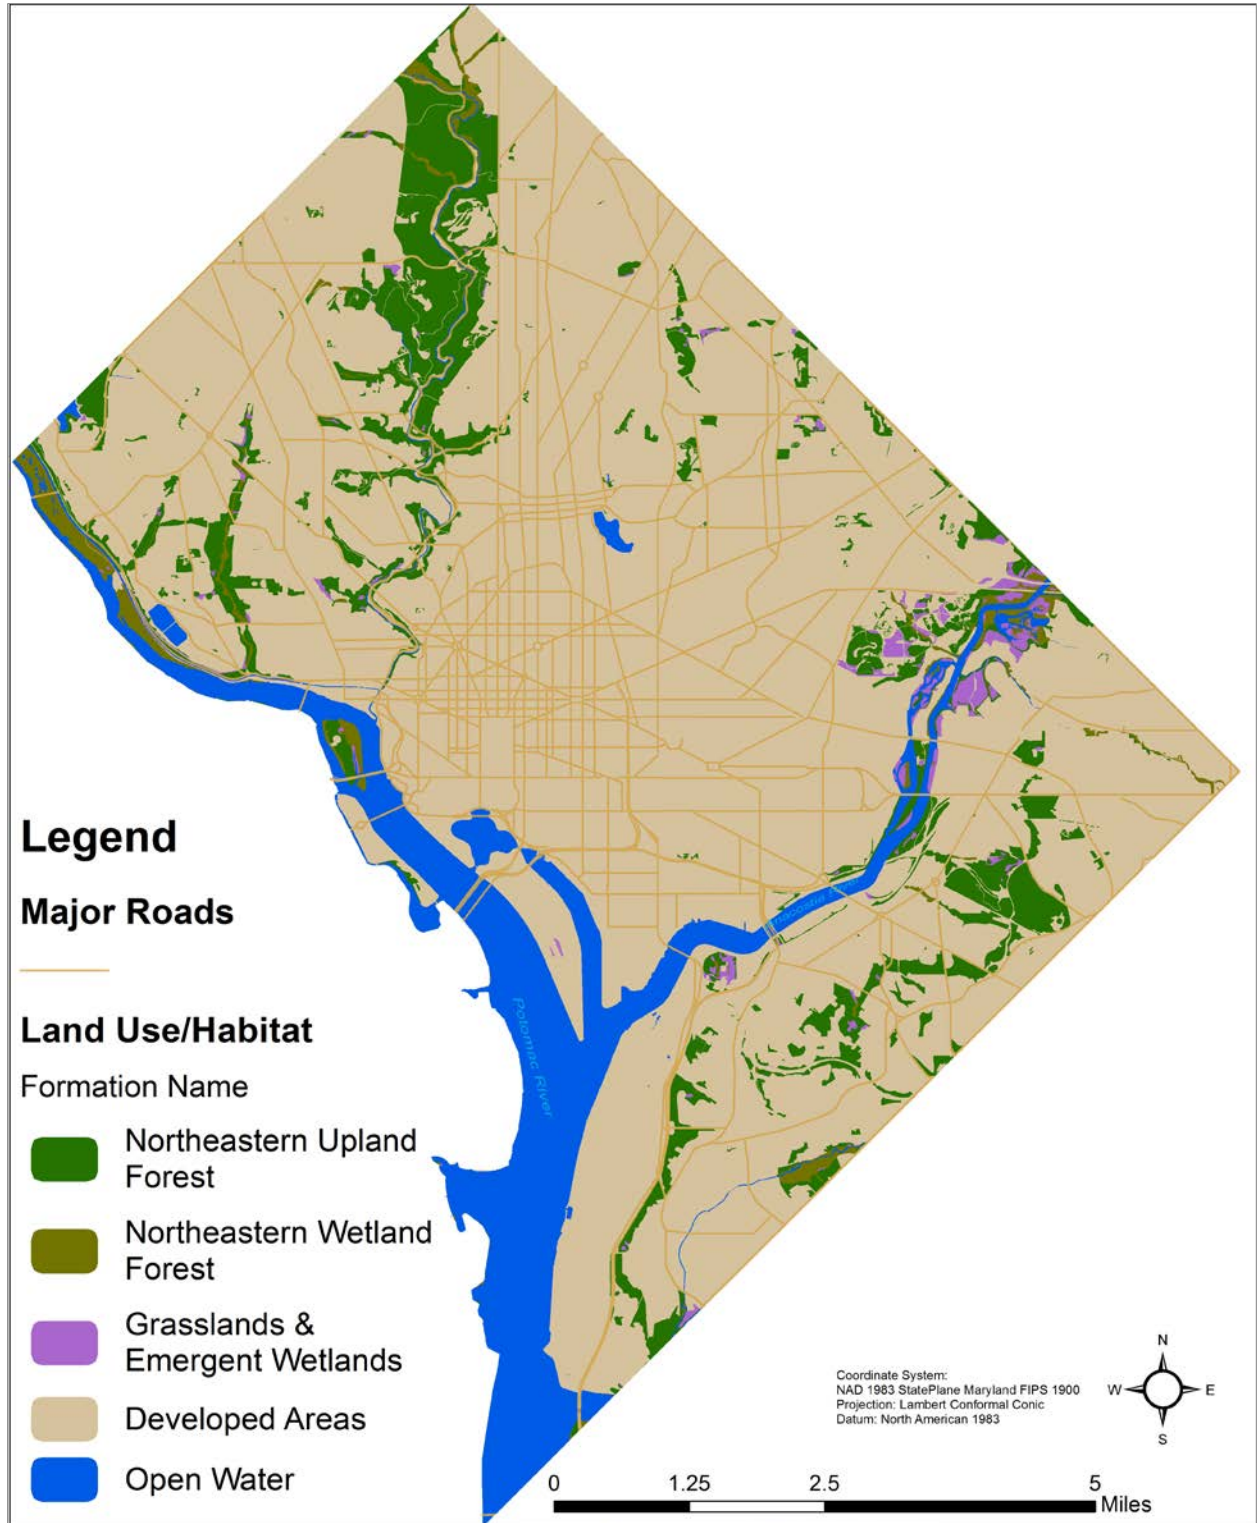 Anacostia River
Potomac River
Legend
Major Roads
Land Use/Habitat
Formation Name
Northeastern Upland
Forest
Northeastern Wetland
Forest
Grasslands &
Emergent Wetlands
Developed Areas
Open Water
Coordinate System:
NAD 1983 StatePlane Maryland FIPS 1900
Projection: Lambert Conformal Conic
Datum: North American 1983
N
W E
S
0 1.25 2.5 5
Miles